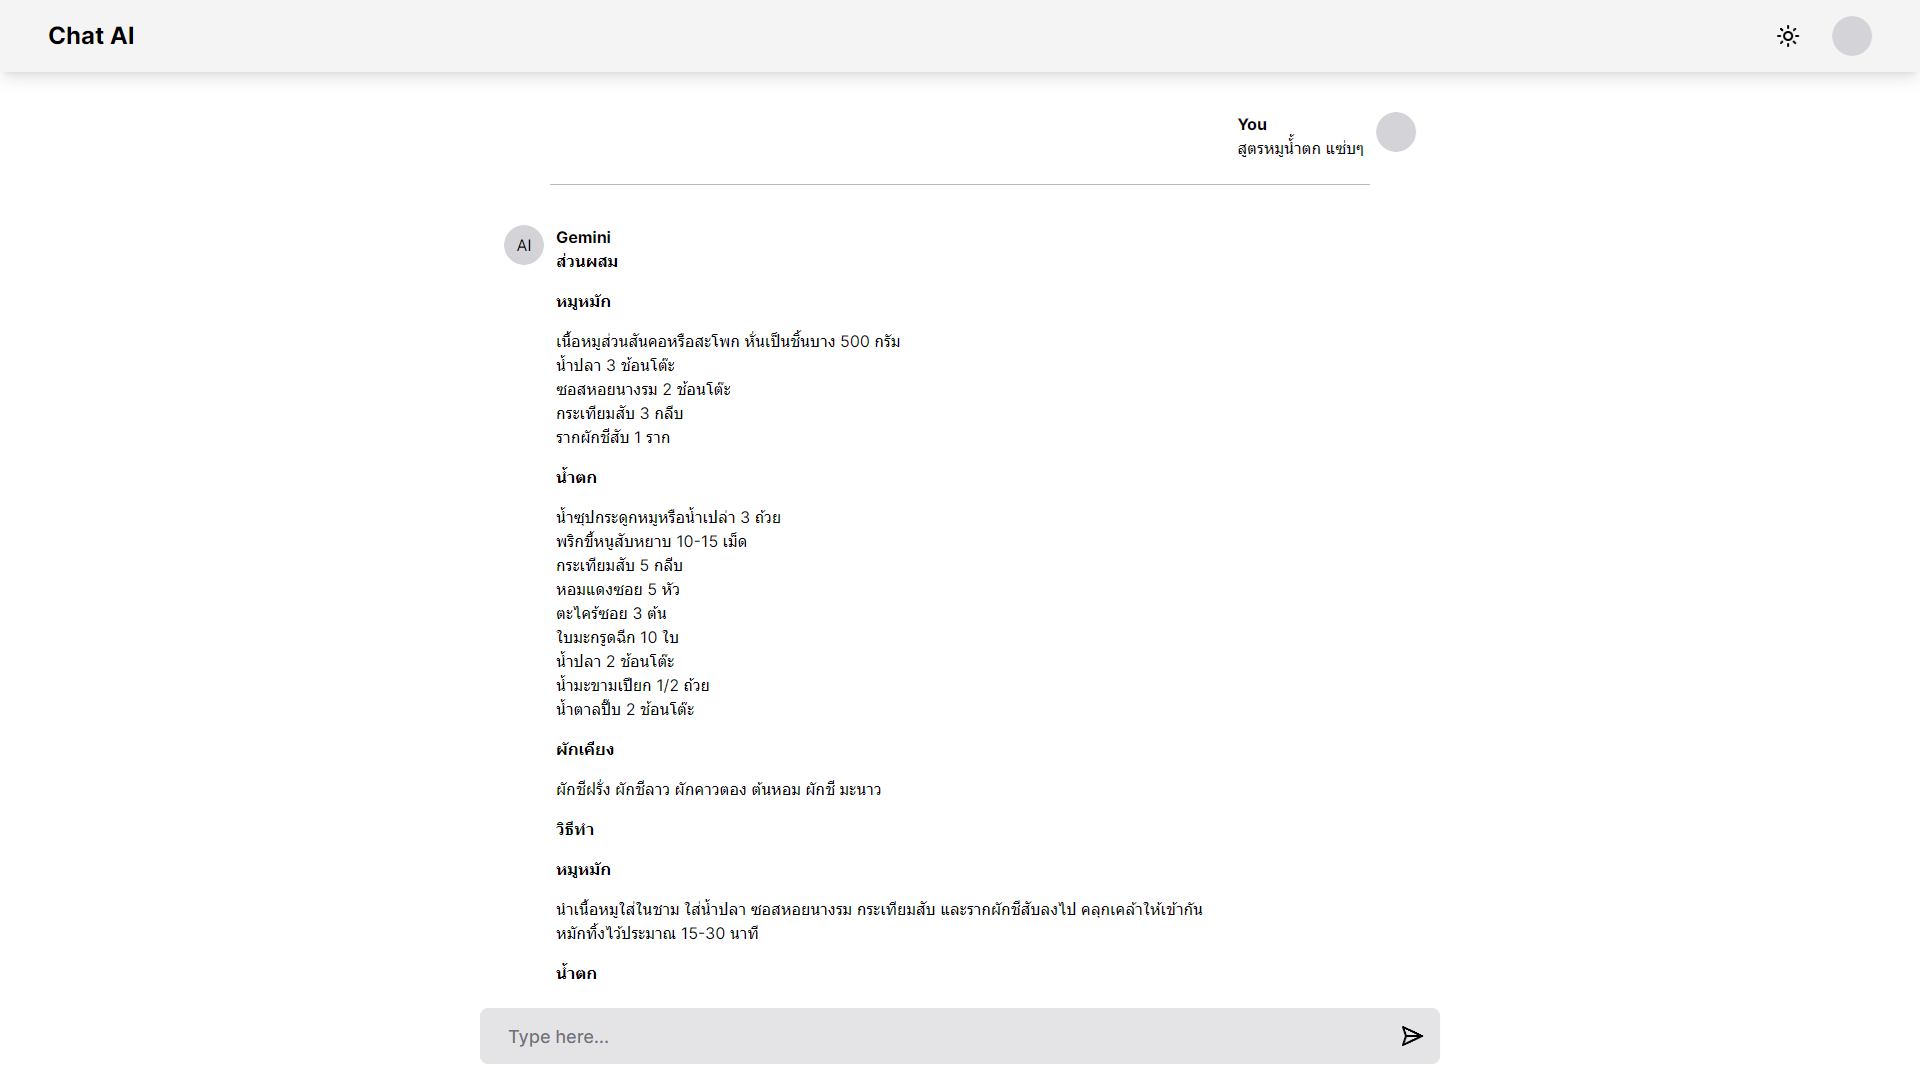 Chat AI
You
สูตรหมูน้ำตก แซ่บๆ
AI
Gemini
ส่วนผสม
หมูหมัก
เนื้อหมูส่วนสันคอหรือสะโพก หั่นเป็นชิ้นบาง 500 กรัม
น้ำปลา 3 ช้อนโต๊ะ
ซอสหอยนางรม 2 ช้อนโต๊ะ
กระเทียมสับ 3 กลีบ
รากผักชีสับ 1 ราก
น้ำตก
น้ำซุปกระดูกหมูหรือน้ำเปล่า 3 ถ้วย
พริกขี้หนูสับหยาบ 10-15 เม็ด
กระเทียมสับ 5 กลีบ
หอมแดงซอย 5 หัว
ตะไคร้ซอย 3 ต้น
ใบมะกรูดฉีก 10 ใบ
น้ำปลา 2 ช้อนโต๊ะ
น้ำมะขามเปียก 1/2 ถ้วย
น้ำตาลปี๊บ 2 ช้อนโต๊ะ
ผักเคียง
ผักชีฝรั่ง ผักชีลาว ผักคาวตอง ต้นหอม ผักชี มะนาว
วิธีทำ
หมูหมัก
นำเนื้อหมูใส่ในชาม ใส่น้ำปลา ซอสหอยนางรม กระเทียมสับ และรากผักชีสับลงไป คลุกเคล้าให้เข้ากัน
หมักทิ้งไว้ประมาณ 15-30 นาที
น้ำตก
Type here...